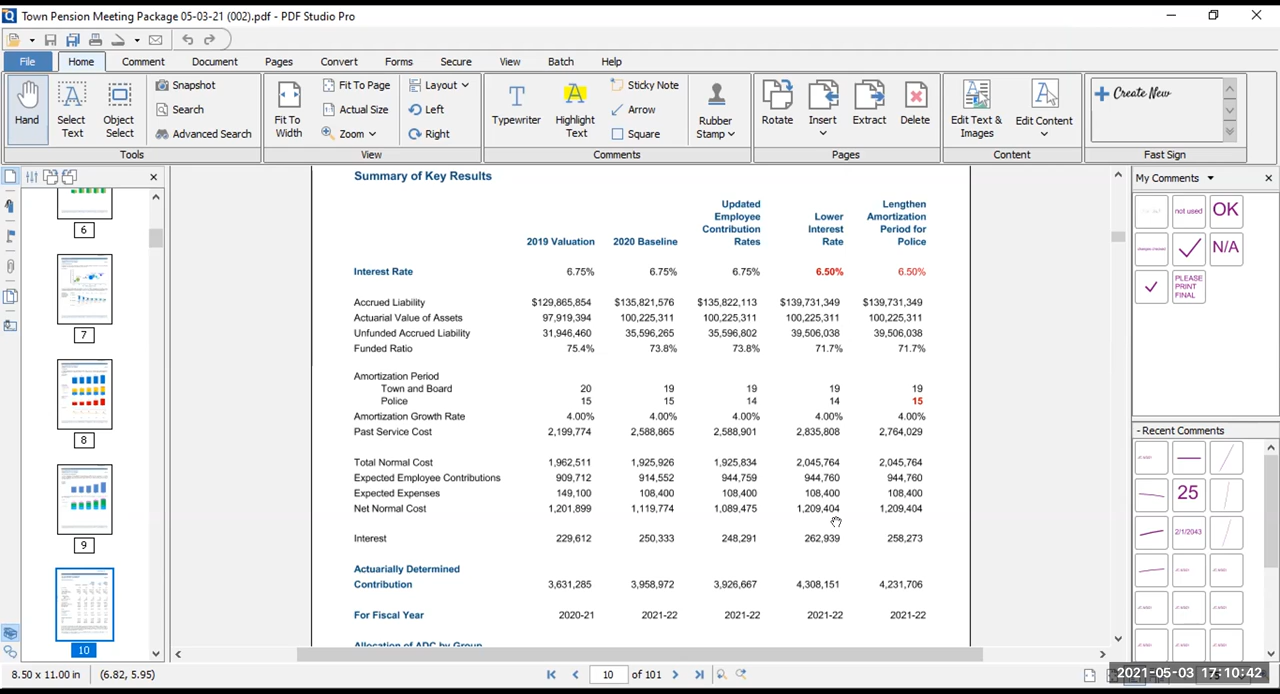 Town Pension Meeting Package 05-03-21 (002).pdf - PDF Studio Pro
File Home Comment Document Pages Convert Forms Secure View Batch Help
Hand
Select Text
Object Select
Snapshot
Search
Advanced Search
Tools
Fit To Width
Fit To Page
Actual Size
Zoom
Layout
Left
Right
View
Typewriter
Highlight Text
Sticky Note
Arrow
Square
Rubber Stamp
Comments
Rotate
Insert
Extract
Delete
Pages
Edit Text & Images
Edit Content
Content
Create New
Fast Sign
6
7
8
9
10
Summary of Key Results
2019 Valuation 2020 Baseline Updated Employee Contribution Rates Lower Interest Rate Lengthen Amortization Period for Police
Interest Rate 6.75% 6.75% 6.75% 6.50% 6.50%
Accrued Liability $129,865,854 $135,821,576 $135,822,113 $139,731,349 $139,731,349
Actuarial Value of Assets 97,919,394 100,225,311 100,225,311 100,225,311 100,225,311
Unfunded Accrued Liability 31,946,460 35,596,265 35,596,802 39,506,038 39,506,038
Funded Ratio 75.4% 73.8% 73.8% 71.7% 71.7%
Amortization Period
Town and Board 20 19 19 19 19
Police 15 15 14 14 15
Amortization Growth Rate 4.00% 4.00% 4.00% 4.00% 4.00%
Past Service Cost 2,199,774 2,588,865 2,588,901 2,835,808 2,764,029
Total Normal Cost 1,962,511 1,925,926 1,925,834 2,045,764 2,045,764
Expected Employee Contributions 909,712 914,552 944,759 944,760 944,760
Expected Expenses 149,100 108,400 108,400 108,400 108,400
Net Normal Cost 1,201,899 1,119,774 1,089,475 1,209,404 1,209,404
Interest 229,612 250,333 248,291 262,939 258,273
Actuarially Determined
Contribution 3,631,285 3,958,972 3,926,667 4,308,151 4,231,706
For Fiscal Year 2020-21 2021-22 2021-22 2021-22 2021-22
Allocation of ADC by Group
My Comments
not used
OK
N/A
PLEASE
PRINT
FINAL
- Recent Comments
25
2/1/2043
8.50 x 11.00 in
(6.82, 5.95)
10 of 101
2021-05-03 17:10:42